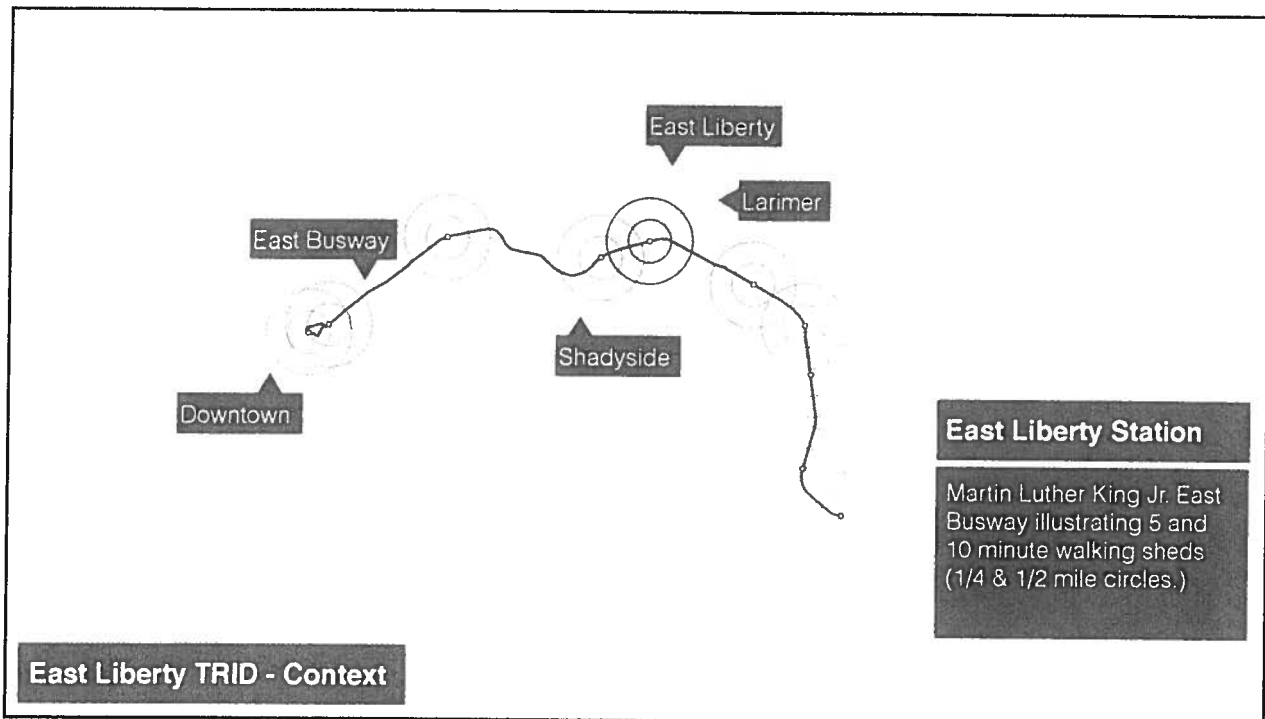 East Liberty
Larimer
East Busway
Shadyside
Downtown
East Liberty Station
Martin Luther King Jr. East
Busway illustrating 5 and
10 minute walking sheds
(1/4 & 1/2 mile circles.)
East Liberty TRID - Context